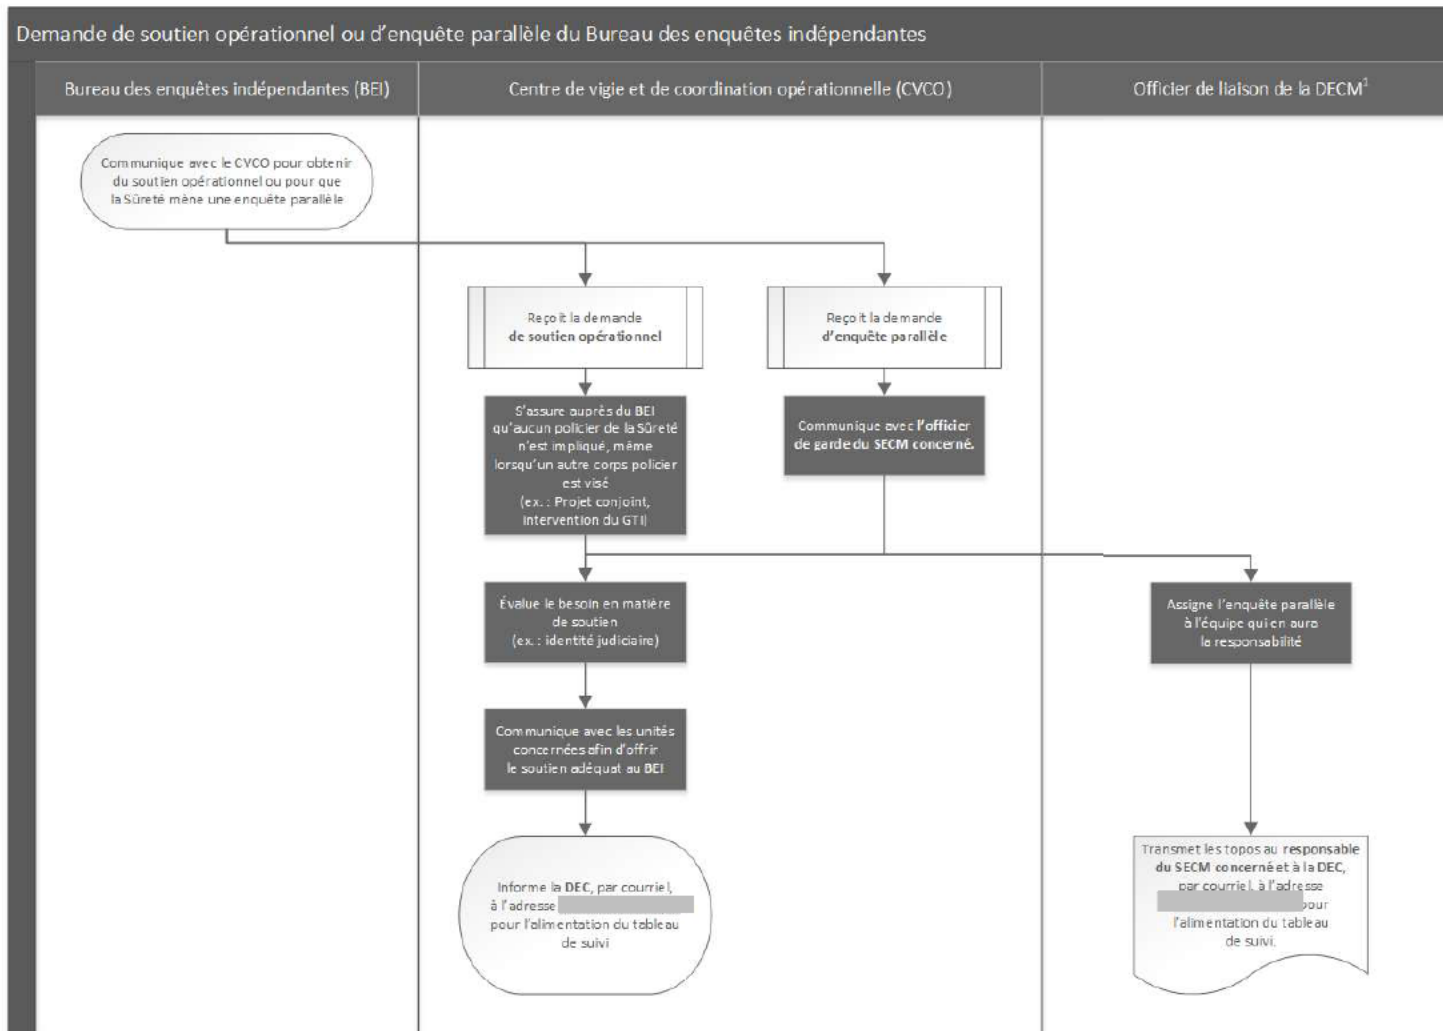 Demande de soutien opérationnel ou d'enquête parallèle du Bureau des enquêtes indépendantes
Bureau des enquêtes indépendantes (BEI)
Centre de vigie et de coordination opérationnelle (CVCO)
Officier de liaison de la DECM¹
Communique avec le CVCO pour obtenir
du soutien opérationnel ou pour que
la Sûreté mène une enquête parallèle
Reçoit la demande
de soutien opérationnel
Reçoit la demande
d'enquête parallèle
S'assure auprès du BEI
qu'aucun policier de la Sûreté
n'est impliqué, même
lorsqu'un autre corps policier
est visé
(ex. : Projet conjoint,
intervention du GTI)
Communique avec l'officier
de garde du SECM concerné.
Évalue le besoin en matière
de soutien
(ex. : identité judiciaire)
Assigne l'enquête parallèle
à l'équipe qui en aura
la responsabilité
Communique avec les unités
concernées afin d'offrir
le soutien adéquat au BEI
Informe la DEC, par courriel,
à l'adresse
pour l'alimentation du tableau
de suivi
Transmet les topos au responsable
du SECM concerné et à la DEC,
par courriel, à l'adresse
pour
l'alimentation du tableau
de suivi.